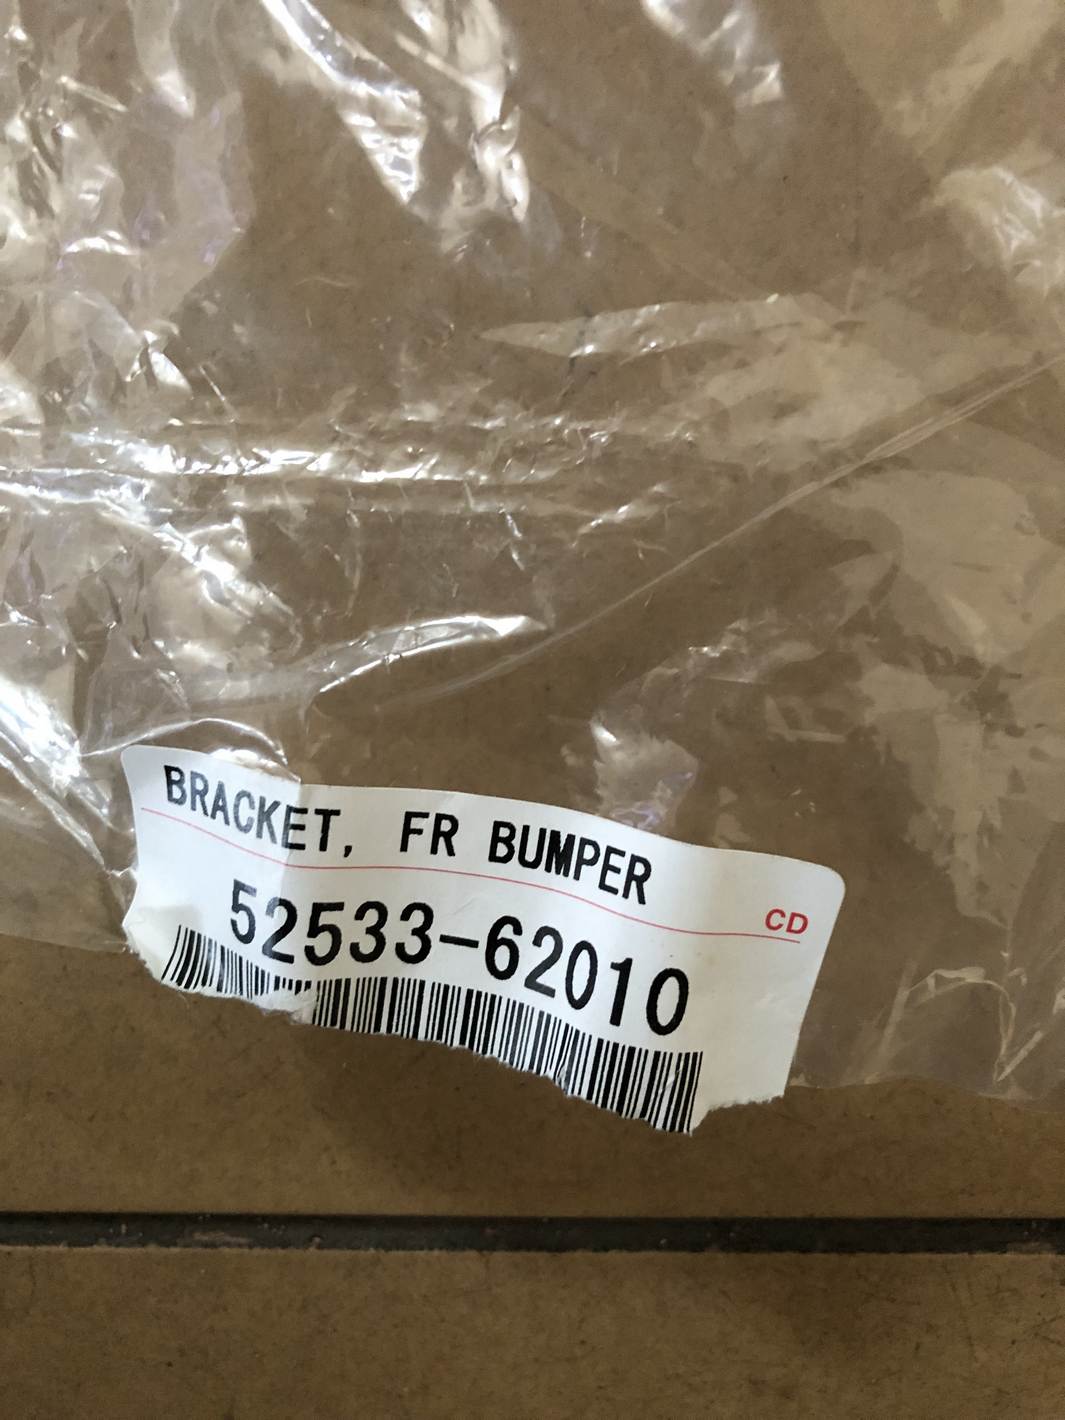 BRACKET, FR BUMPER
CD
52533-62010